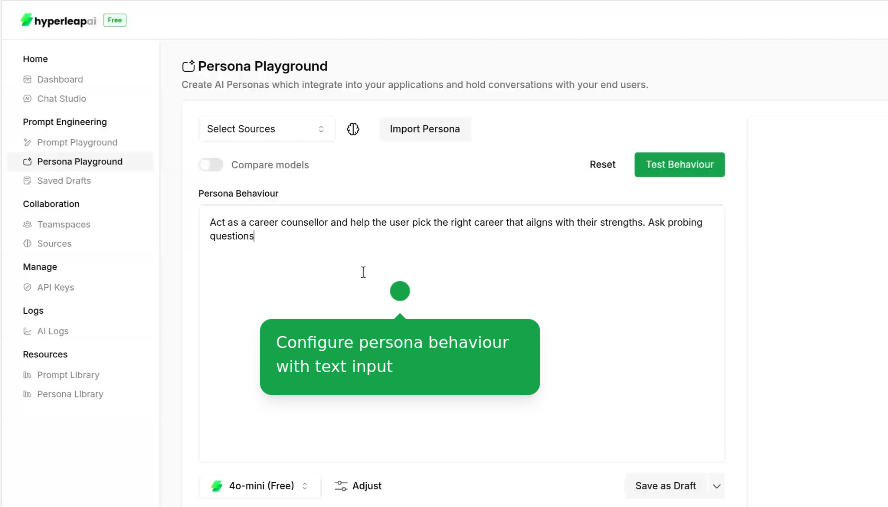 hyperleapai Free
Home
Dashboard
Chat Studio
Prompt Engineering
Prompt Playground
Persona Playground
Saved Drafts
Collaboration
Teamspaces
Sources
Manage
API Keys
Logs
AI Logs
Resources
Prompt Library
Persona Library
Persona Playground
Create AI Personas which integrate into your applications and hold conversations with your end users.
Select Sources
Import Persona
Compare models
Reset
Test Behaviour
Persona Behaviour
Act as a career counsellor and help the user pick the right career that ailgns with their strengths. Ask probing
questions
Configure persona behaviour
with text input
4o-mini (Free)
Adjust
Save as Draft